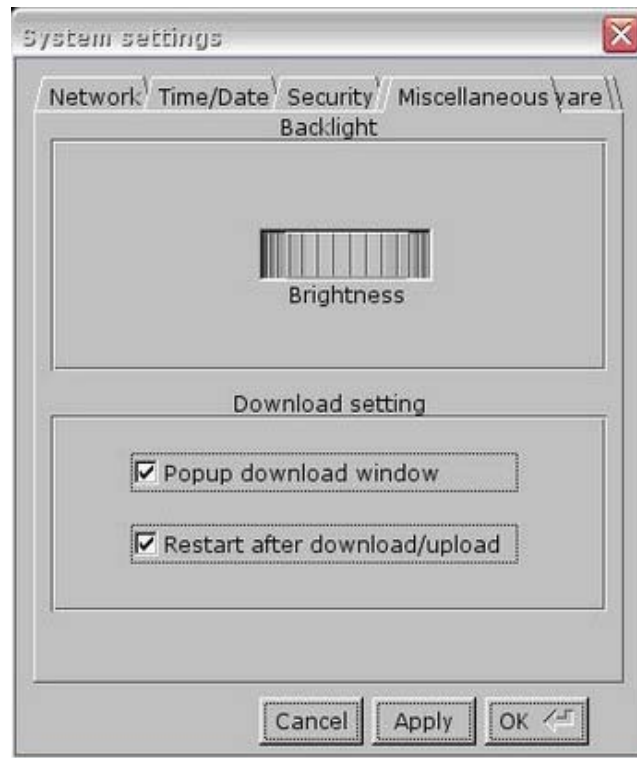 System settings
Network Time/Date Security Miscellaneous vare
Backlight
Brightness
Download setting
Popup download window
Restart after download/upload
Cancel Apply OK